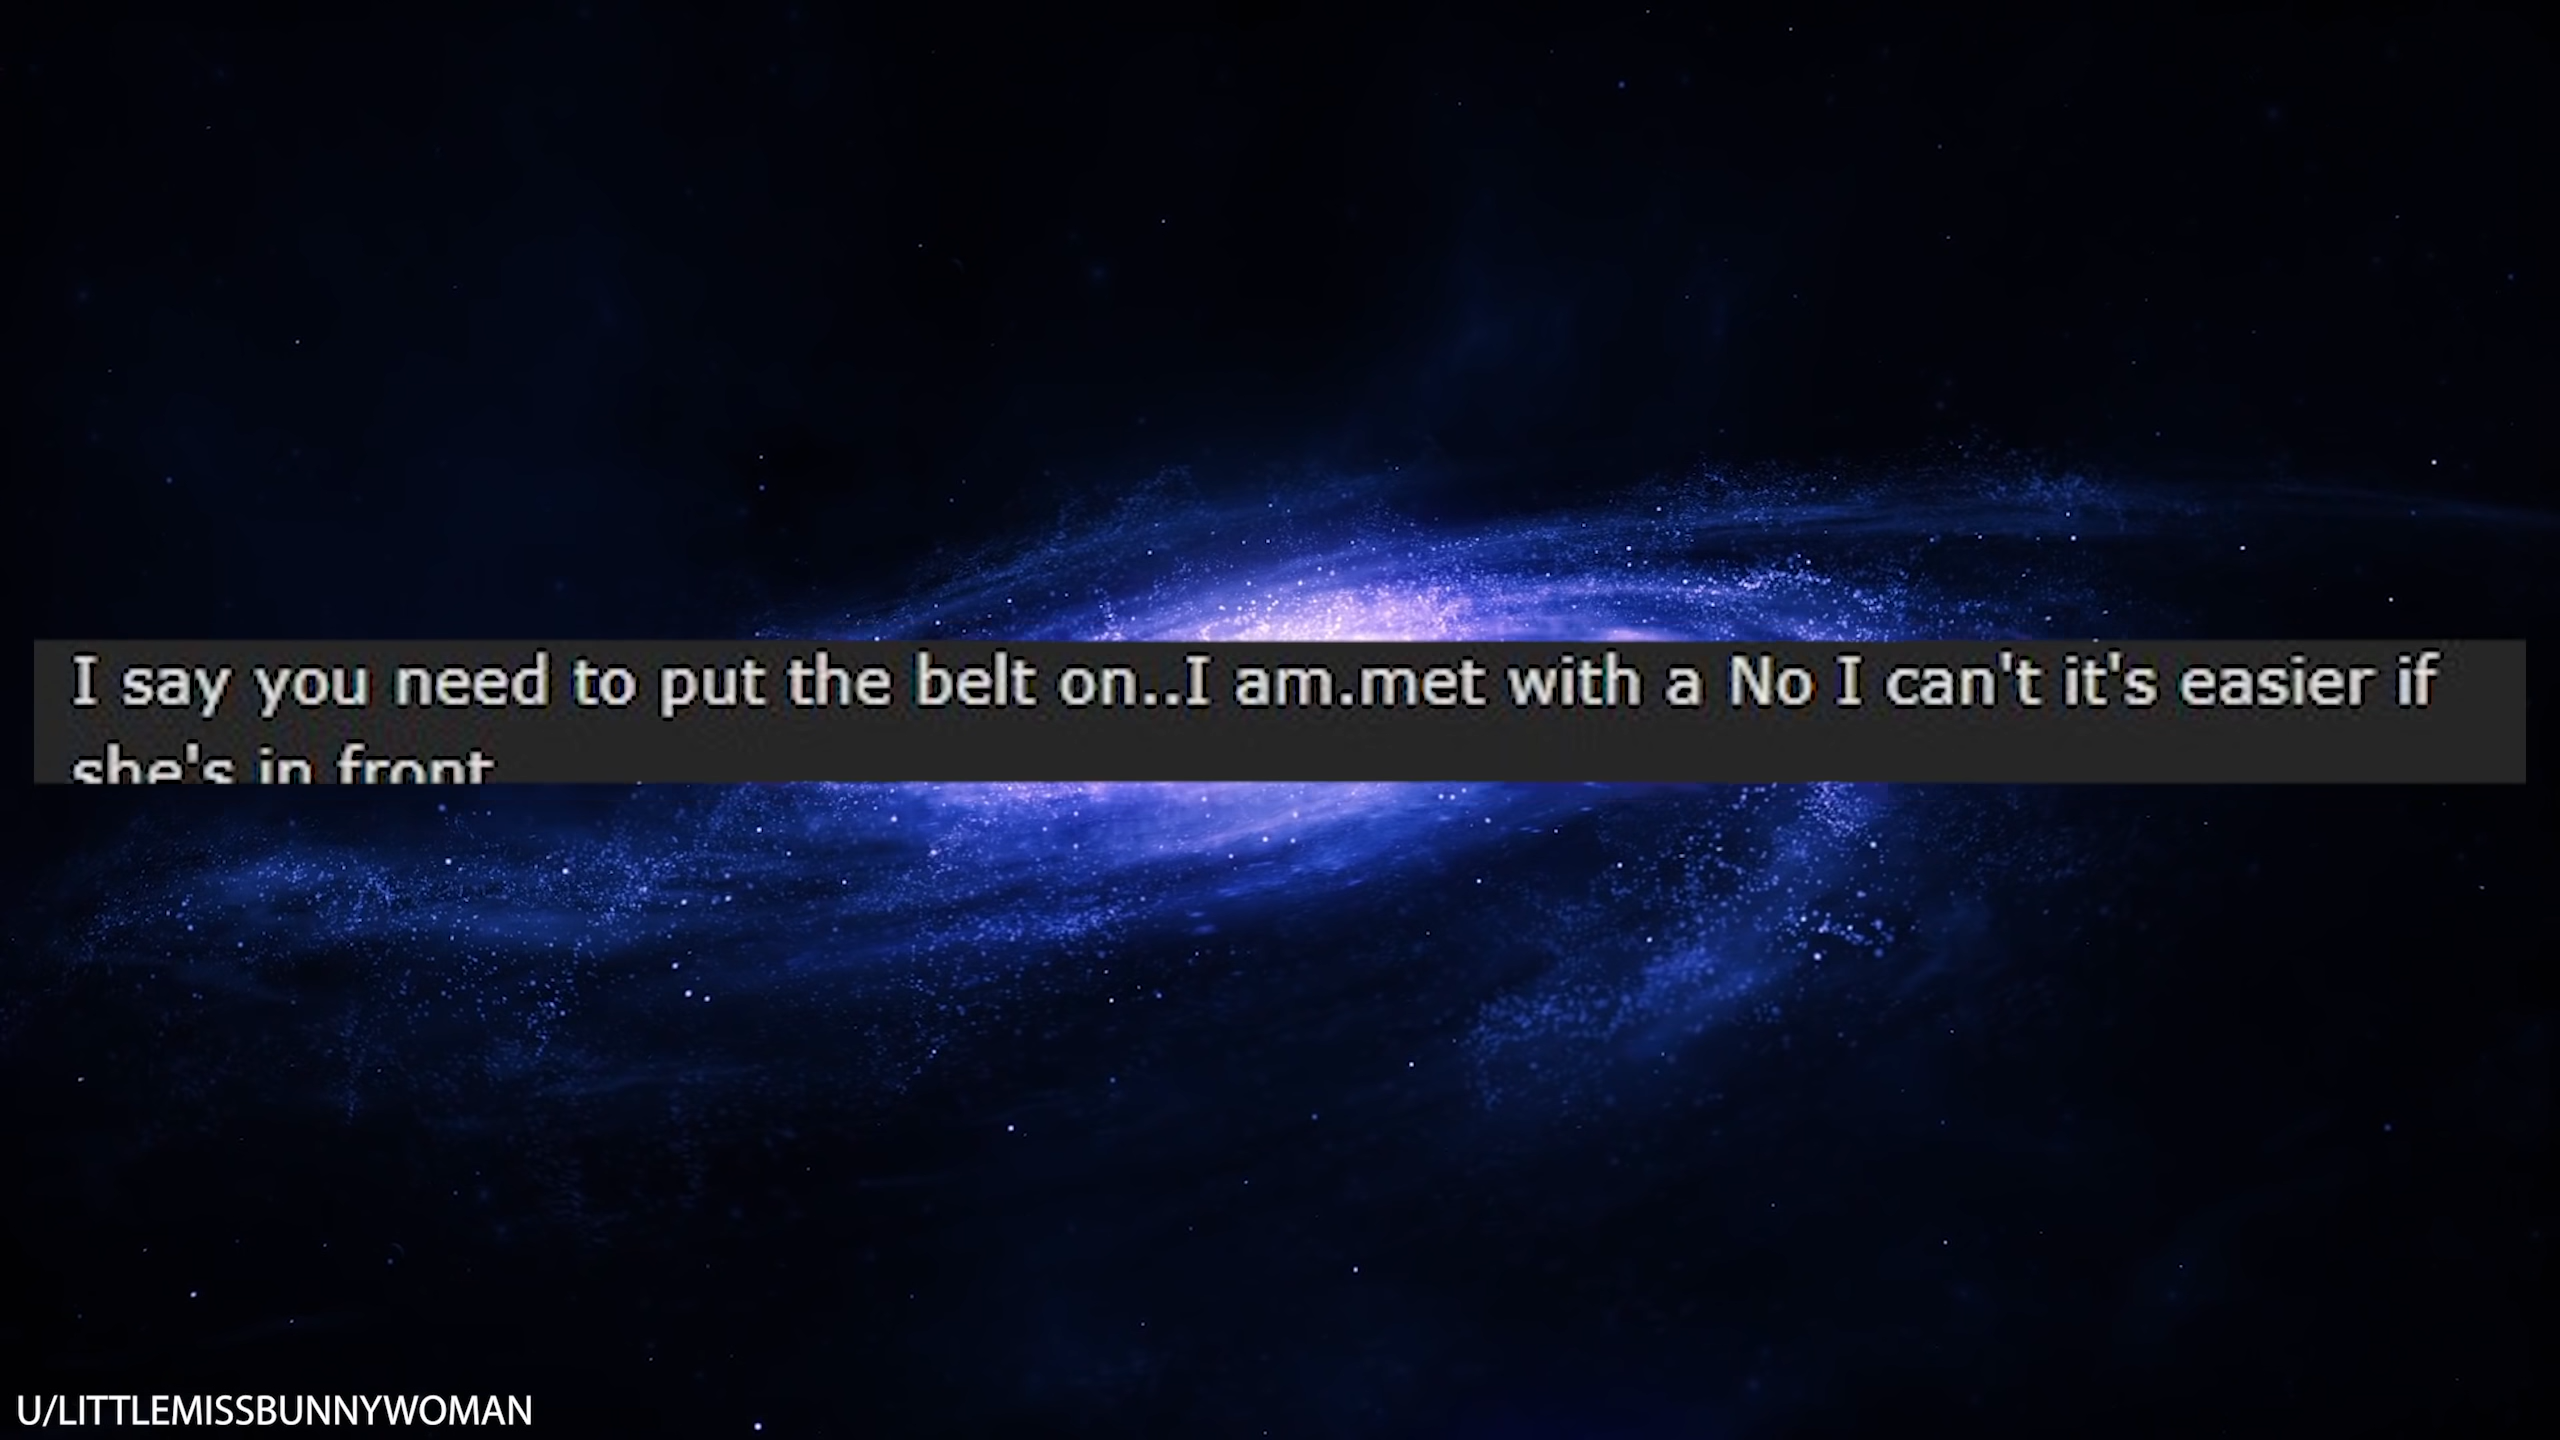 I say you need to put the belt on..I am.met with a No I can't it's easier if
she's in front
U/LITTLEMISSBUNNYWOMAN